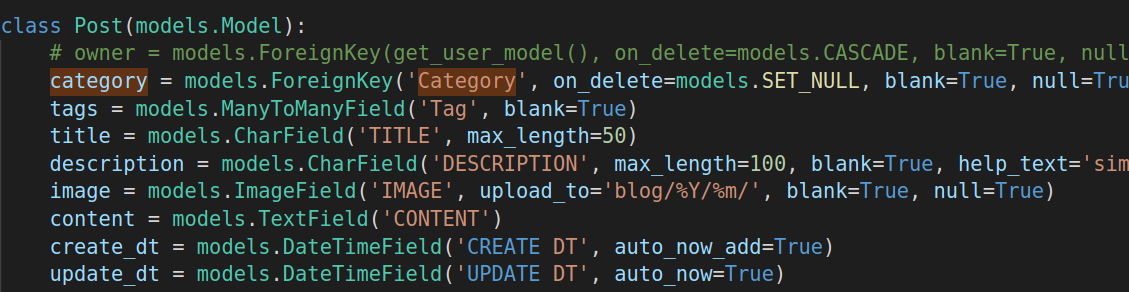 class Post(models.Model):
    # owner = models.ForeignKey(get_user_model(), on_delete=models.CASCADE, blank=True, null
    category = models.ForeignKey('Category', on_delete=models.SET_NULL, blank=True, null=Tru
    tags = models.ManyToManyField('Tag', blank=True)
    title = models.CharField('TITLE', max_length=50)
    description = models.CharField('DESCRIPTION', max_length=100, blank=True, help_text='sim
    image = models.ImageField('IMAGE', upload_to='blog/%Y/%m/', blank=True, null=True)
    content = models.TextField('CONTENT')
    create_dt = models.DateTimeField('CREATE DT', auto_now_add=True)
    update_dt = models.DateTimeField('UPDATE DT', auto_now=True)